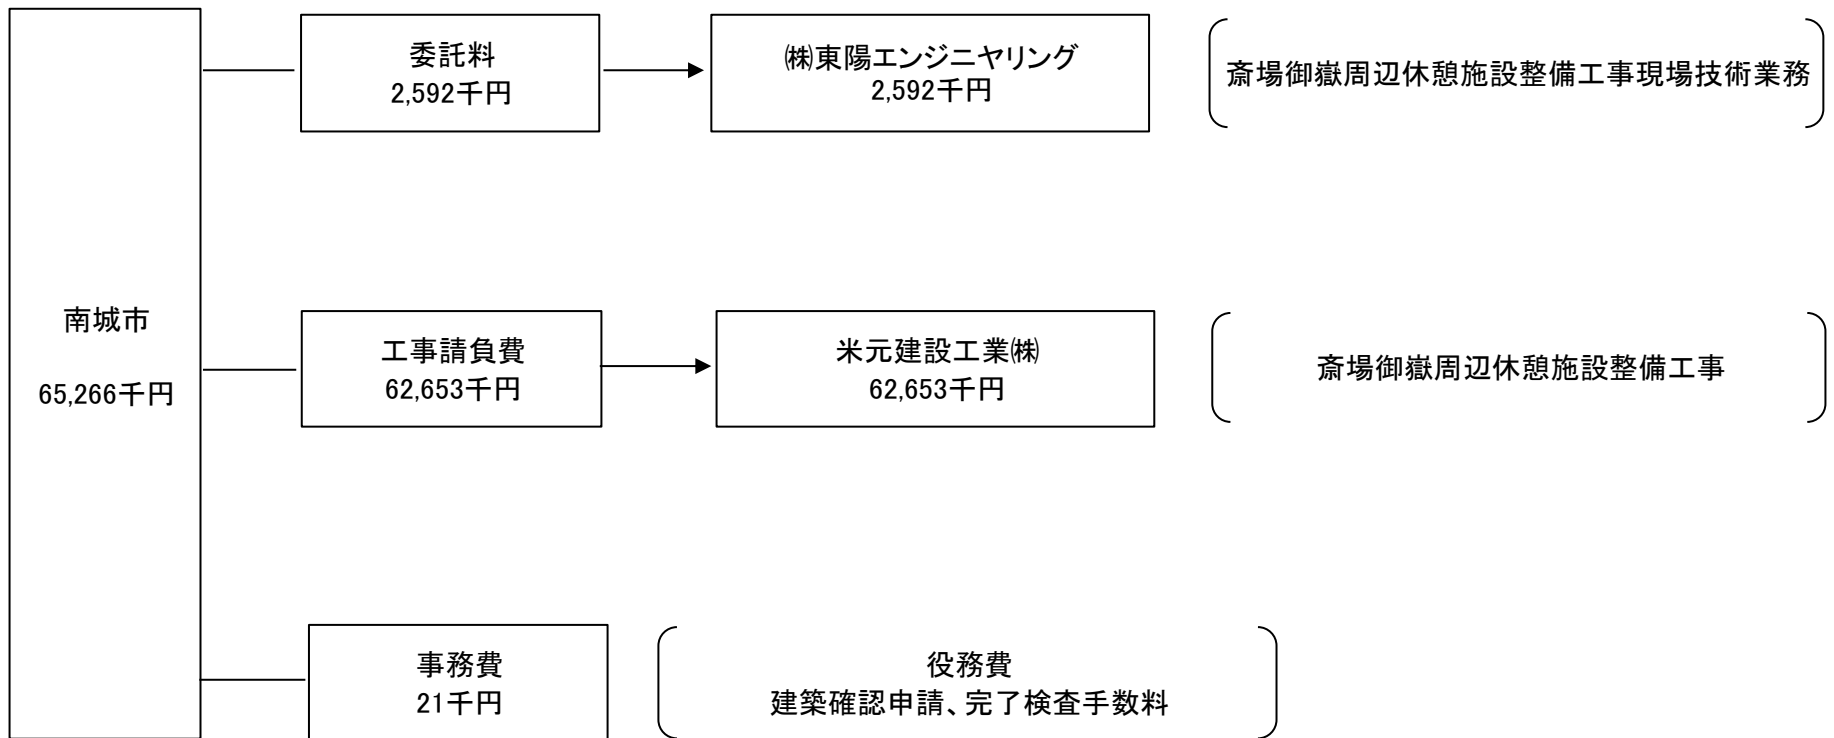 委託料
2,592千円
㈱東陽エンジニヤリング
2,592千円
斎場御嶽周辺休憩施設整備工事現場技術業務
南城市
65,266千円
工事請負費
62,653千円
米元建設工業㈱
62,653千円
斎場御嶽周辺休憩施設整備工事
事務費
21千円
役務費
建築確認申請、完了検査手数料